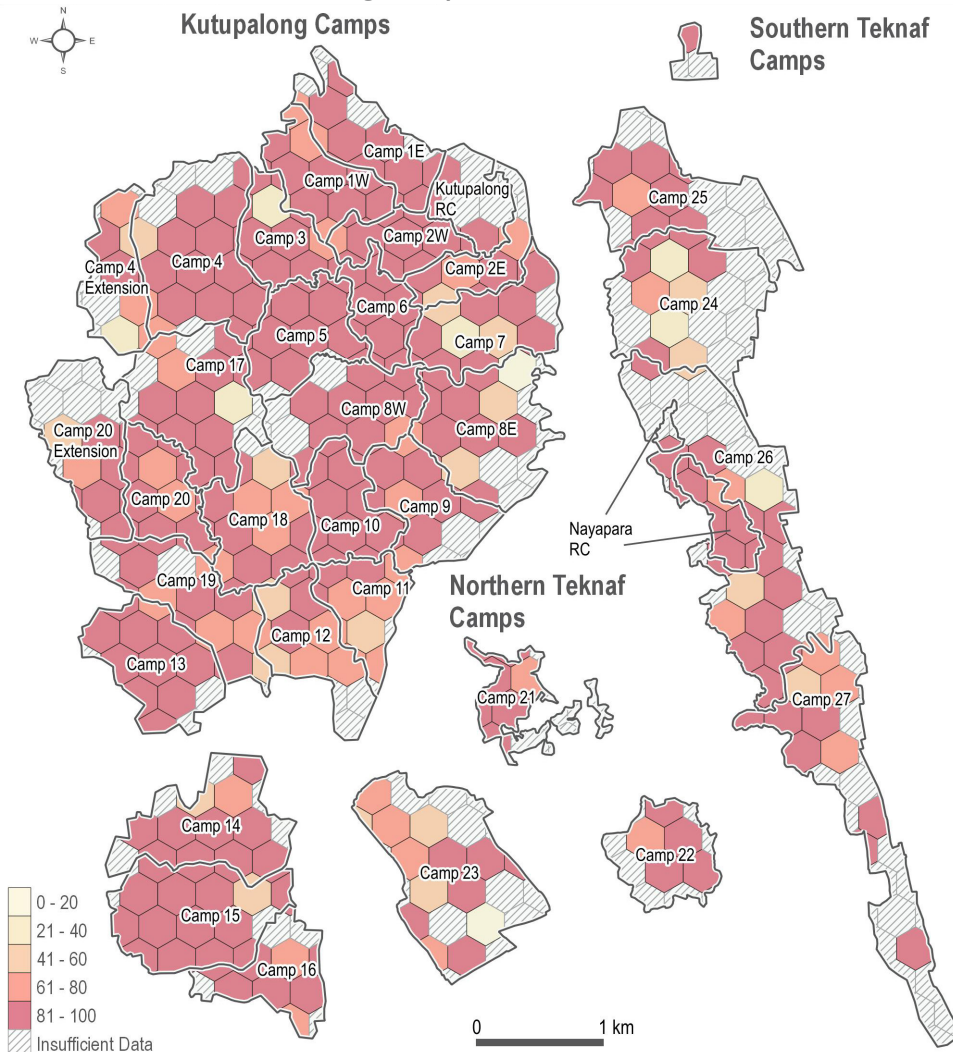 Kutupalong Camps
Southern Teknaf
Camps
N
W
E
S
Camp 1E
Camp 1W
Kutupalong
RC
Camp 25
Camp 3
Camp 2W
Camp 4
Camp 4
Extension
Camp 2E
Camp 24
Camp 6
Camp 5
Camp 7
Camp 17
Camp 8W
Camp 8E
Camp 20
Extension
Camp 26
Camp 20
Camp 18
Camp 10
Camp 9
Nayapara
RC
Camp 19
Camp 11
Northern Teknaf
Camps
Camp 12
Camp 13
Camp 21
Camp 27
Camp 14
Camp 23
Camp 22
Camp 15
Camp 16
0 - 20
21 - 40
41 - 60
61 - 80
81 - 100
Insufficient Data
0
1 km